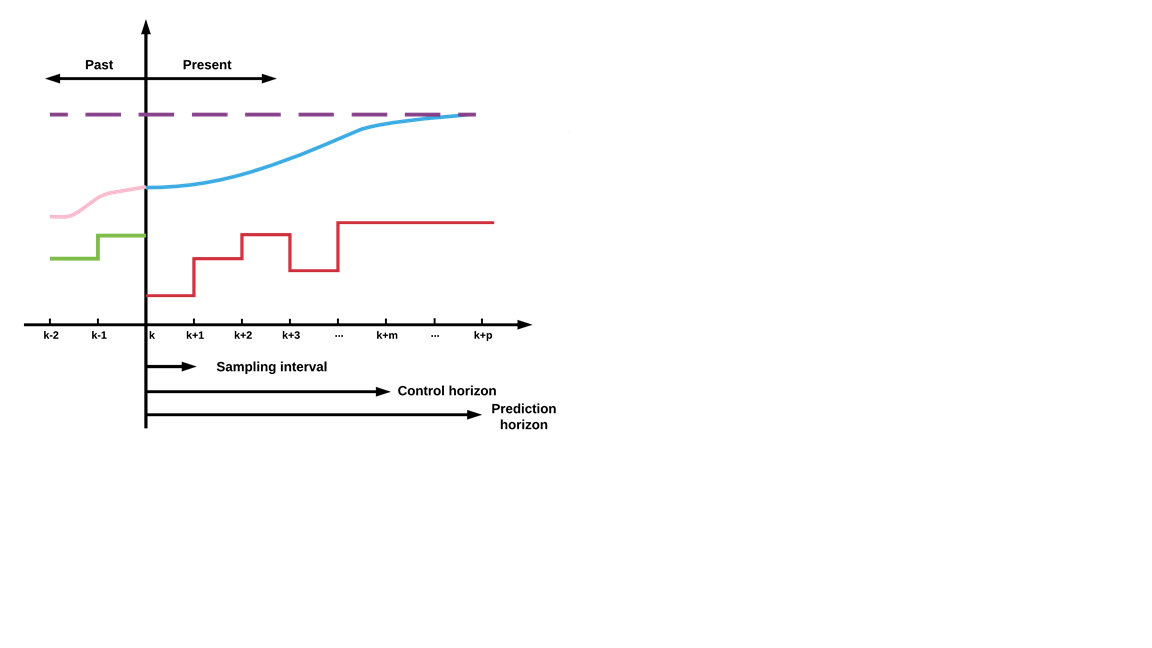 Past
Present
k-2
k-1
k
k+1
k+2
k+3
...
k+m
...
k+p
Sampling interval
Control horizon
Prediction
horizon